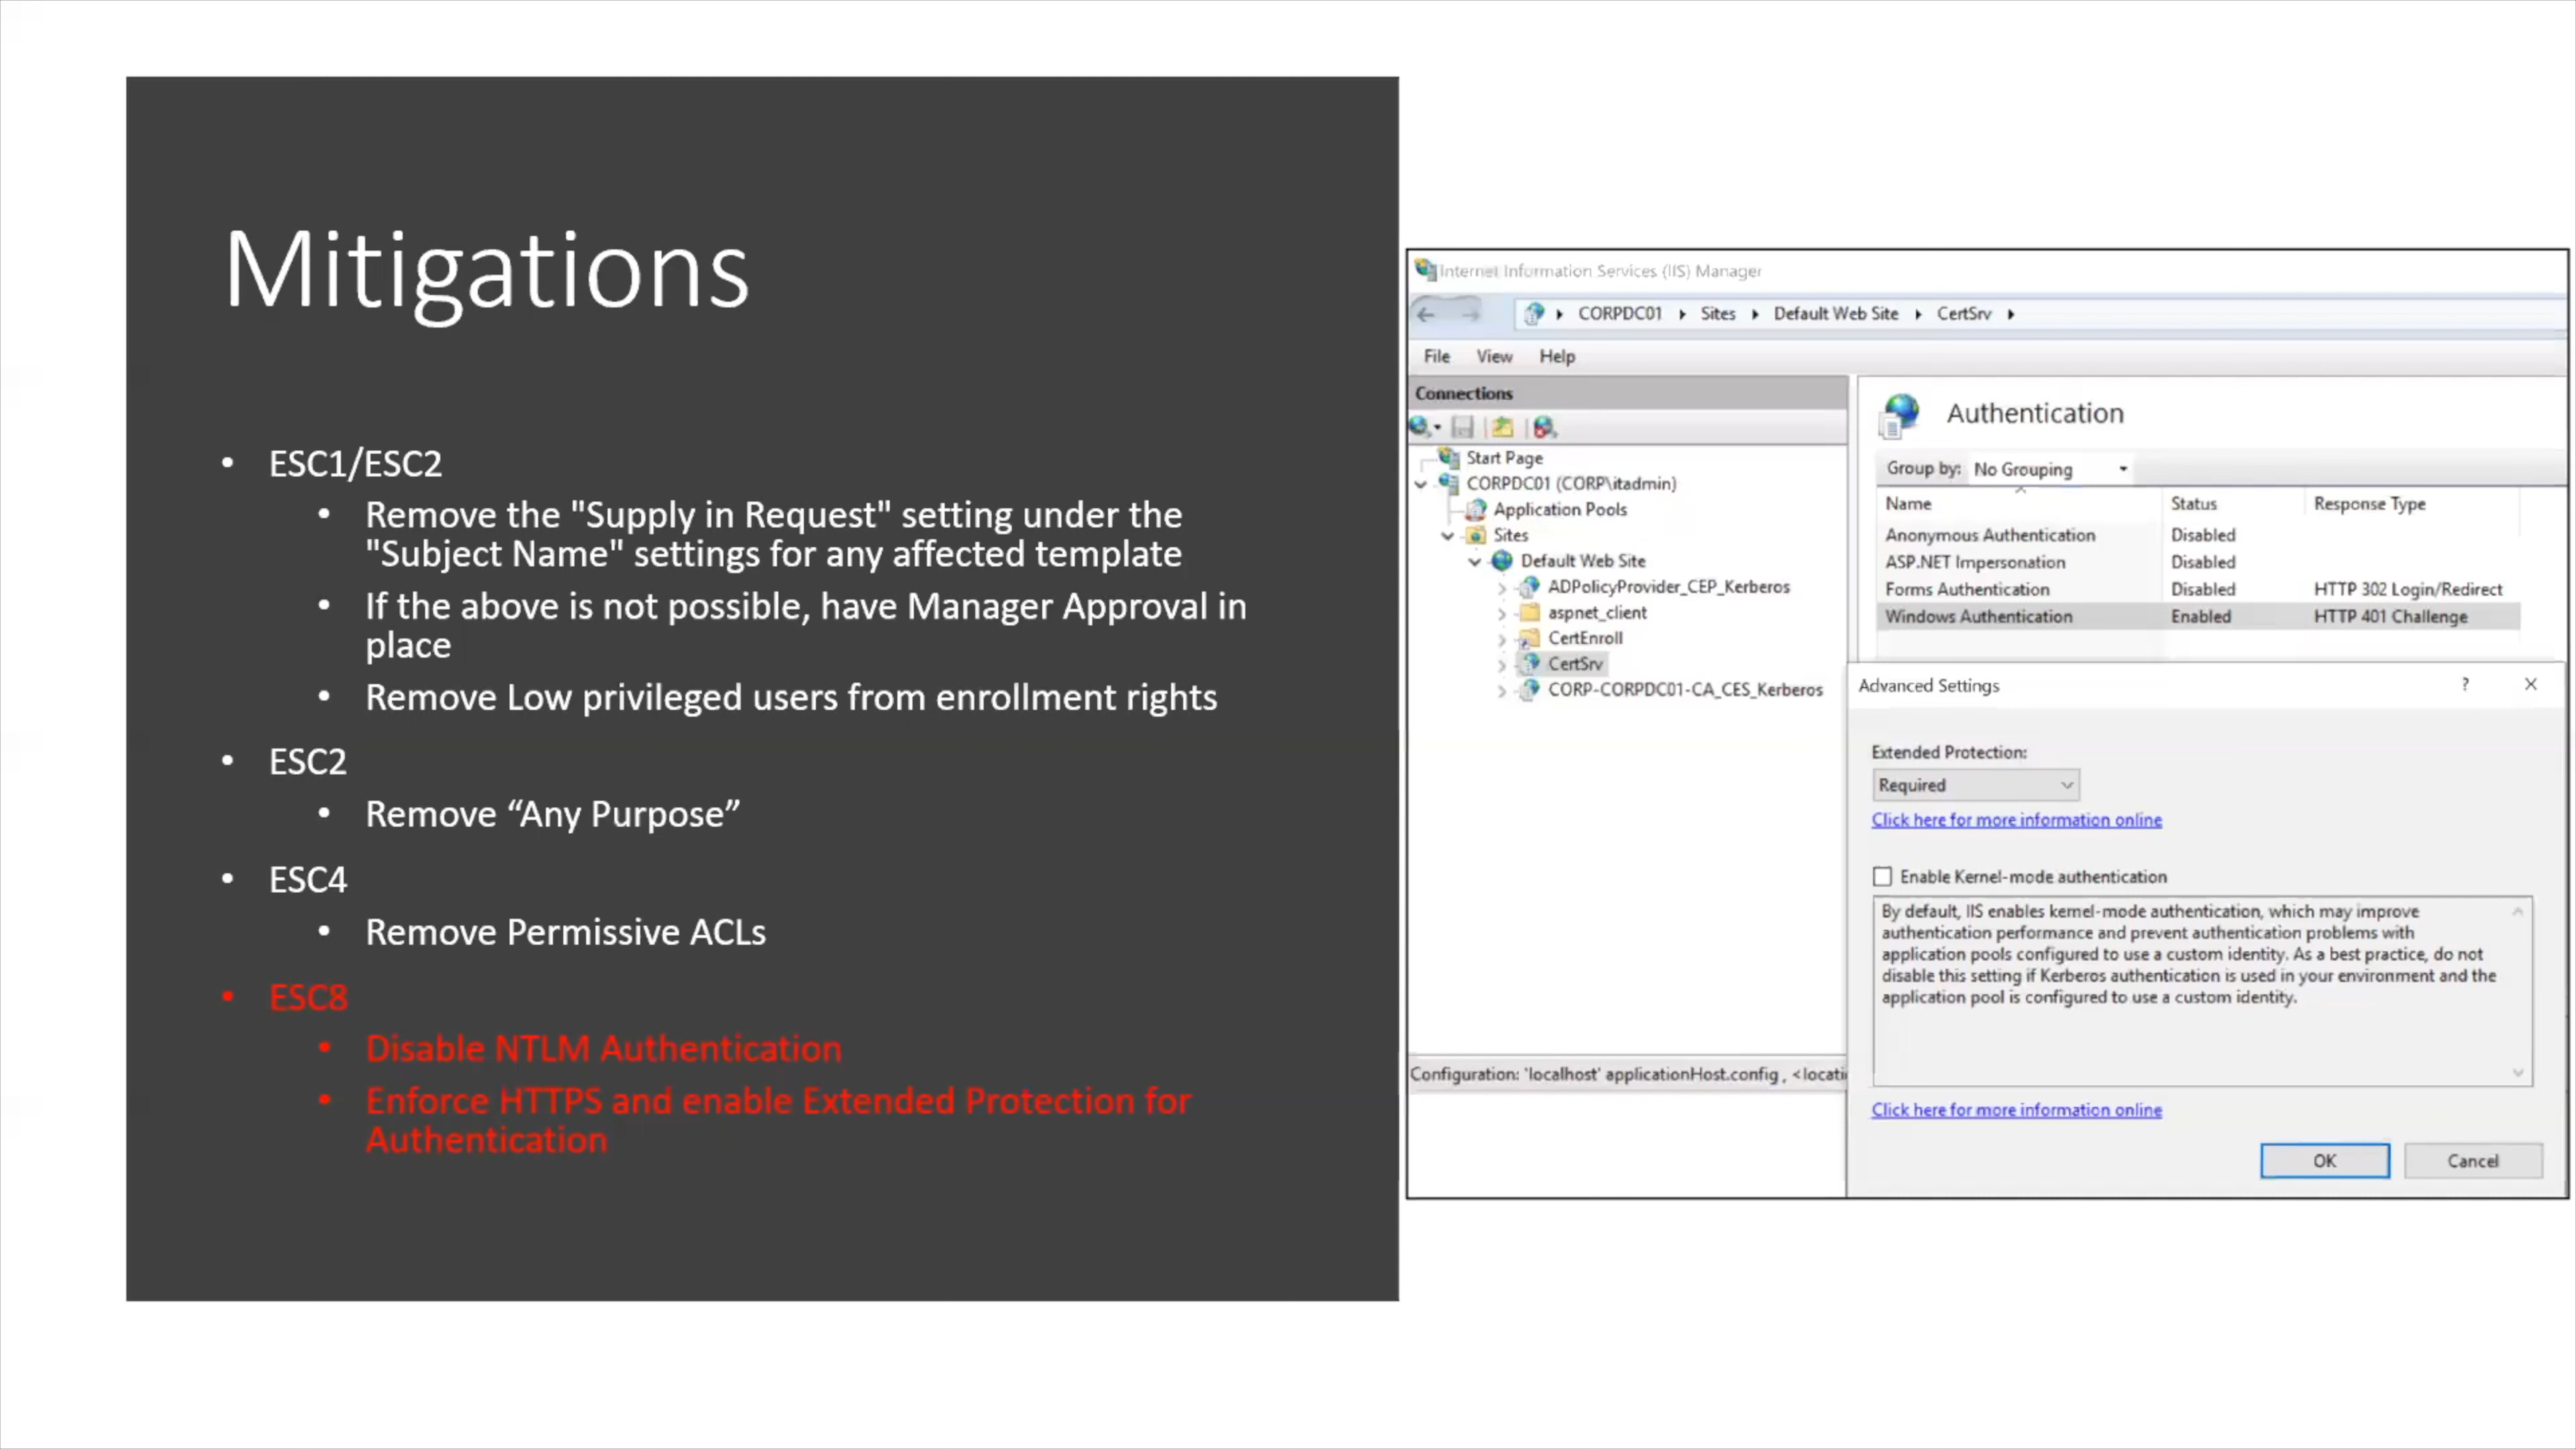 Mitigations
• ESC1/ESC2
• Remove the "Supply in Request" setting under the
"Subject Name" settings for any affected template
• If the above is not possible, have Manager Approval in
place
• Remove Low privileged users from enrollment rights
• ESC2
• Remove “Any Purpose”
• ESC4
• Remove Permissive ACLs
• ESC8
• Disable NTLM Authentication
• Enforce HTTPS and enable Extended Protection for
Authentication
Internet Information Services (IIS) Manager
CORPDC01 Sites Default Web Site CertSrv
File View Help
Connections
Start Page
CORPDC01 (CORP\itadmin)
Application Pools
Sites
Default Web Site
ADPolicyProvider_CEP_Kerberos
aspnet_client
CertEnroll
CertSrv
CORP-CORPDC01-CA_CES_Kerberos
Configuration: 'localhost' applicationHost.config , <locati
Authentication
Group by: No Grouping
Name Status Response Type
Anonymous Authentication Disabled
ASP.NET Impersonation Disabled
Forms Authentication Disabled HTTP 302 Login/Redirect
Windows Authentication Enabled HTTP 401 Challenge
Advanced Settings ?
Extended Protection:
Required
Click here for more information online
Enable Kernel-mode authentication
By default, IIS enables kernel-mode authentication, which may improve
authentication performance and prevent authentication problems with
application pools configured to use a custom identity. As a best practice, do not
disable this setting if Kerberos authentication is used in your environment and the
application pool is configured to use a custom identity.
Click here for more information online
OK Cancel